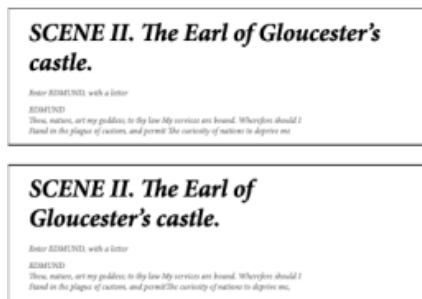 SCENE II. The Earl of Gloucester's
castle.
Enter EDMUND, with a letter
EDMUND
Thou, nature, art my goddess; to thy law My services are bound. Wherefore should I
Stand in the plague of custom, and permit The curiosity of nations to deprive me
SCENE II. The Earl of
Gloucester's castle.
Enter EDMUND, with a letter
EDMUND
Thou, nature, art my goddess; to thy law My services are bound. Wherefore should I
Stand in the plague of custom, and permit The curiosity of nations to deprive me,